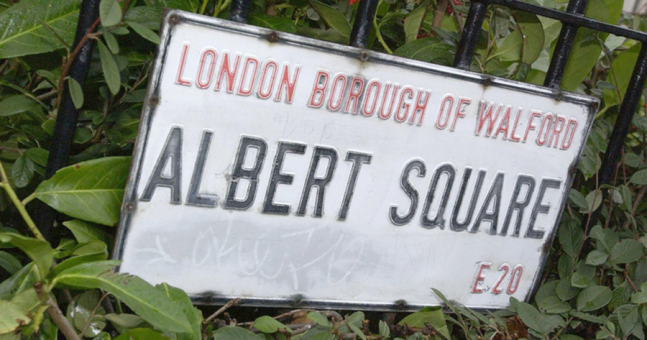 LONDON BOROUGH OF WALFORD
ALBERT SQUARE
E.20